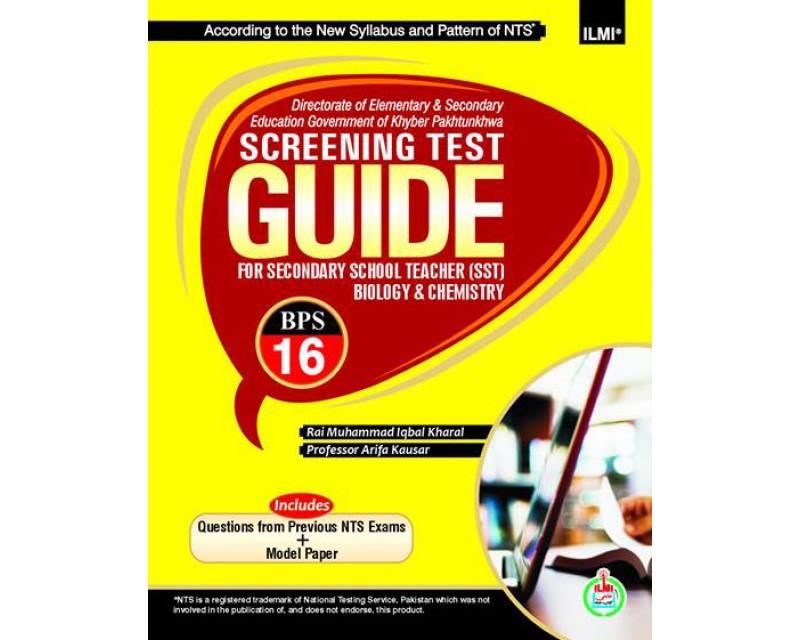 According to the New Syllabus and Pattern of NTS*
ILMI®
Directorate of Elementary & Secondary
Education Government of Khyber Pakhtunkhwa
SCREENING TEST
GUIDE
FOR SECONDARY SCHOOL TEACHER (SST)
BIOLOGY & CHEMISTRY
BPS
16
Rai Muhammad Iqbal Kharal
Professor Arifa Kausar
Includes
Questions from Previous NTS Exams
+
Model Paper
*NTS is a registered trademark of National Testing Service, Pakistan which was not
involved in the publication of, and does not endorse, this product.
ILMI